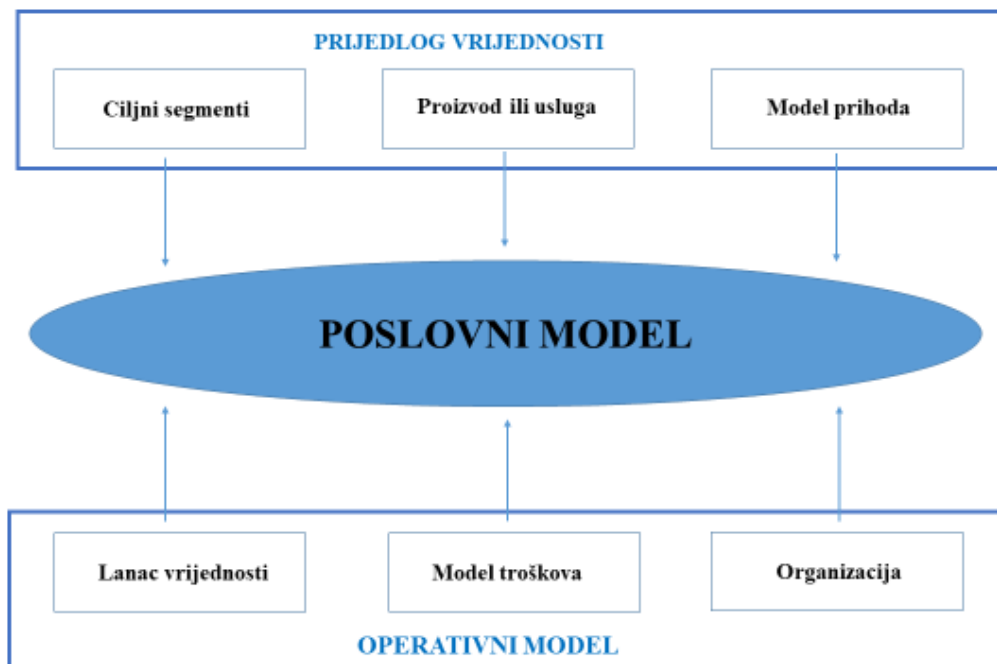 PRIJEDLOG VRIJEDNOSTI
Ciljni segmenti
Proizvod ili usluga
Model prihoda
POSLOVNI MODEL
Lanac vrijednosti
Model troškova
Organizacija
OPERATIVNI MODEL